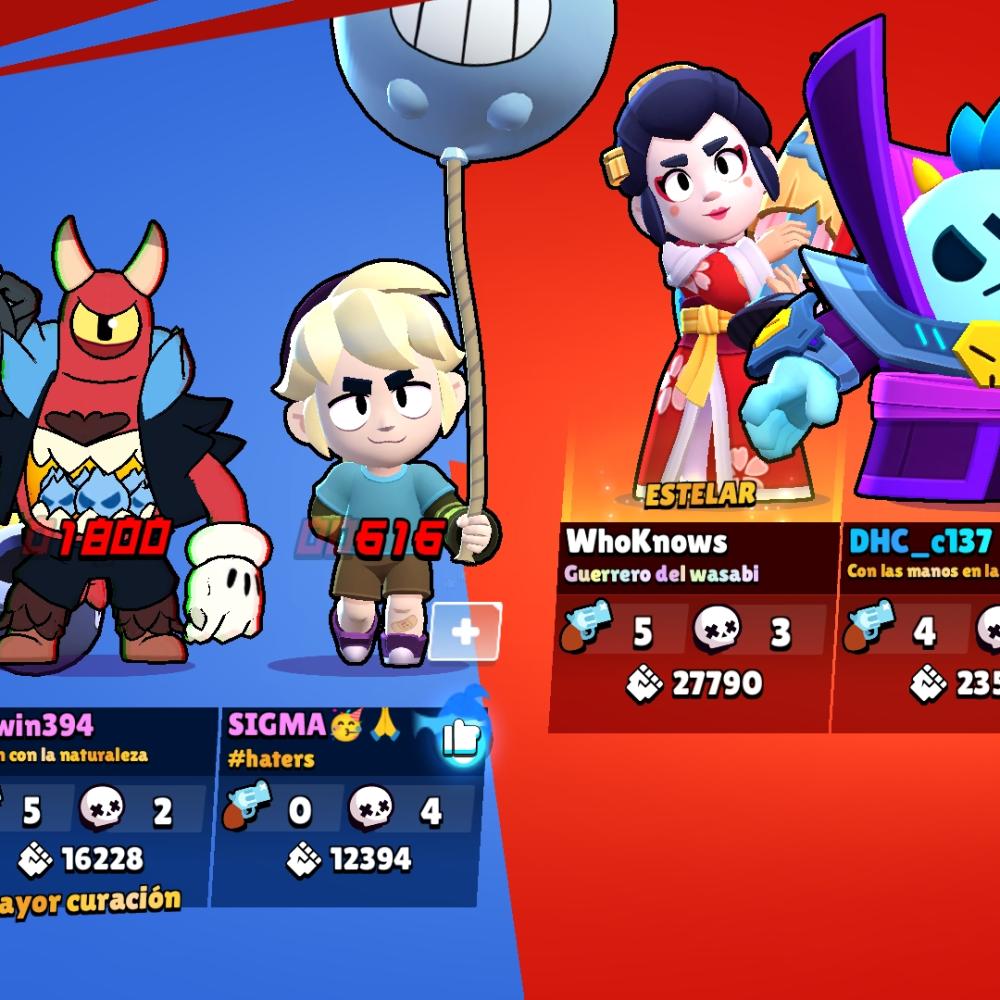 1800
616
ESTELAR
WhoKnows
Guerrero del wasabi
5 3
27790
DHC_c137
Con las manos en la
4
235
win394
con la naturaleza
5 2
16228
ayor curación
SIGMA🥳🙏
#haters
0 4
12394